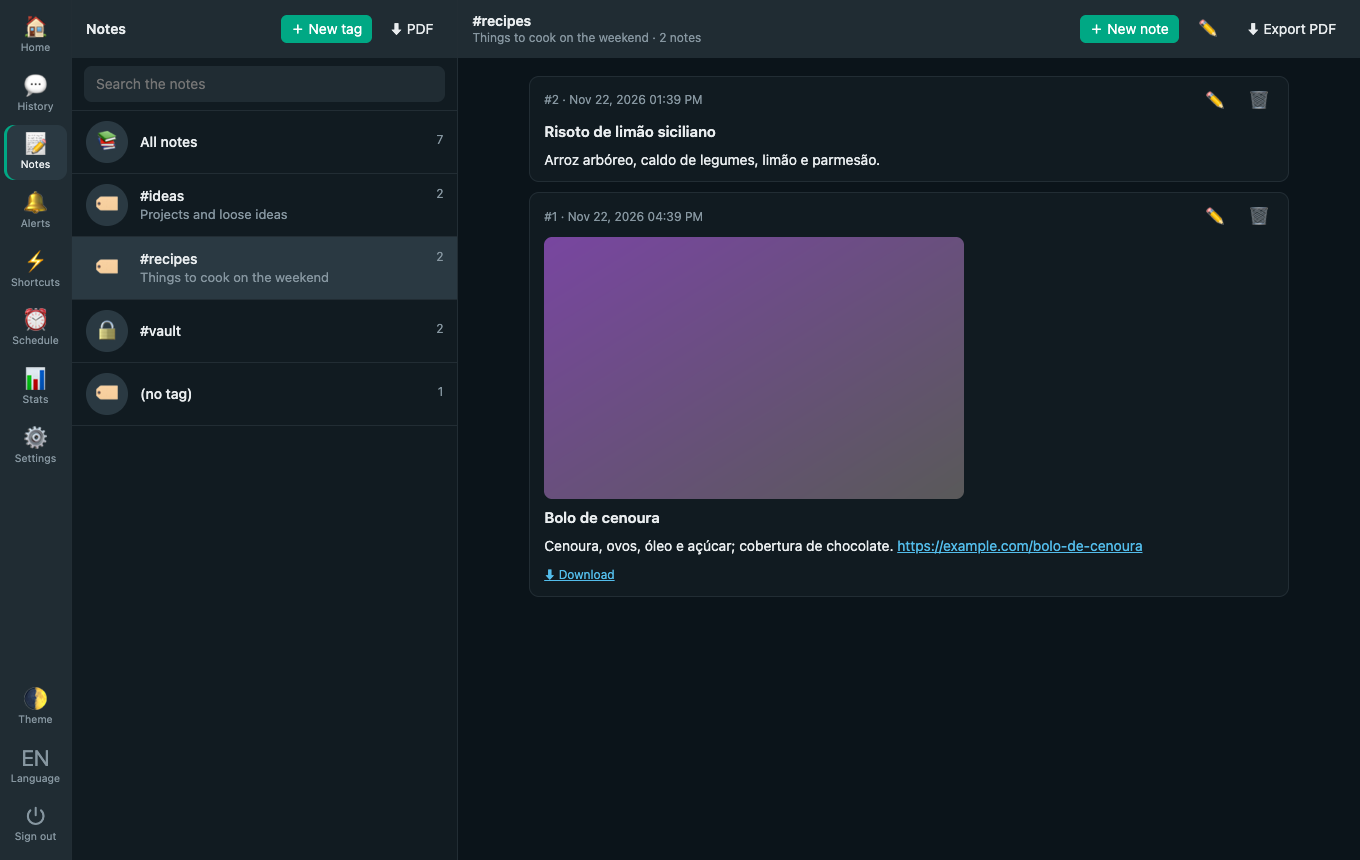 Home
History
Notes
Alerts
Shortcuts
Schedule
Stats
Settings
Theme
EN
Language
Sign out
Notes
+ New tag
⬇ PDF
Search the notes
All notes
7
#ideas
2
Projects and loose ideas
#recipes
2
Things to cook on the weekend
#vault
2
(no tag)
1
#recipes
Things to cook on the weekend · 2 notes
+ New note
⬇ Export PDF
#2 · Nov 22, 2026 01:39 PM
Risoto de limão siciliano
Arroz arbóreo, caldo de legumes, limão e parmesão.
#1 · Nov 22, 2026 04:39 PM
Bolo de cenoura
Cenoura, ovos, óleo e açúcar; cobertura de chocolate. https://example.com/bolo-de-cenoura
⬇ Download